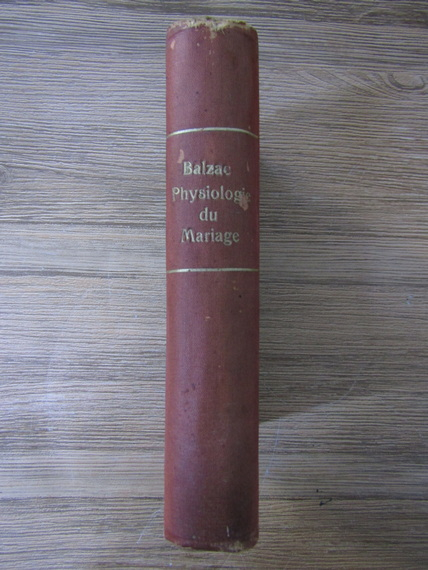 Balzac
Physiologie
du
Mariage